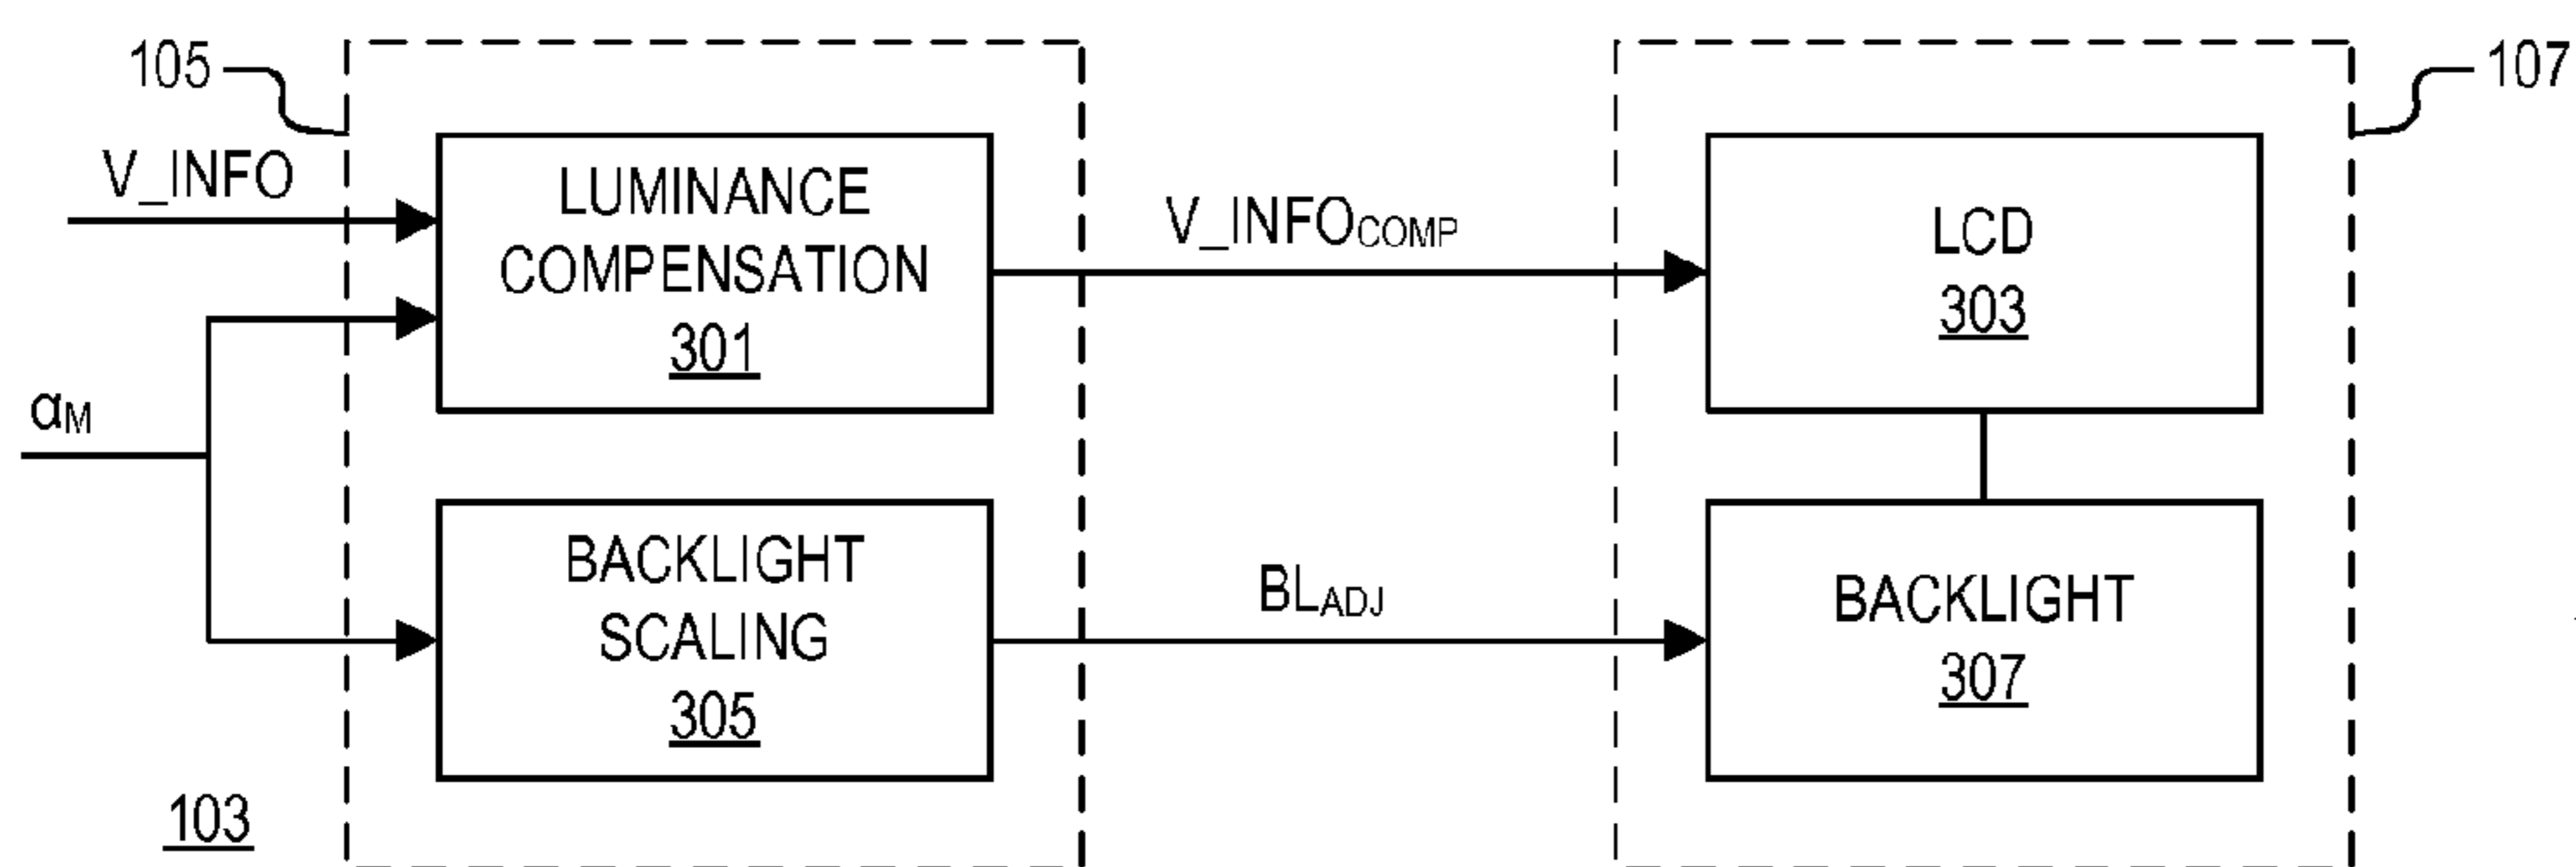 105
107
V_INFO
LUMINANCE
COMPENSATION
301
V_INFOCOMP
LCD
303
αM
BACKLIGHT
SCALING
305
BLADJ
BACKLIGHT
307
103